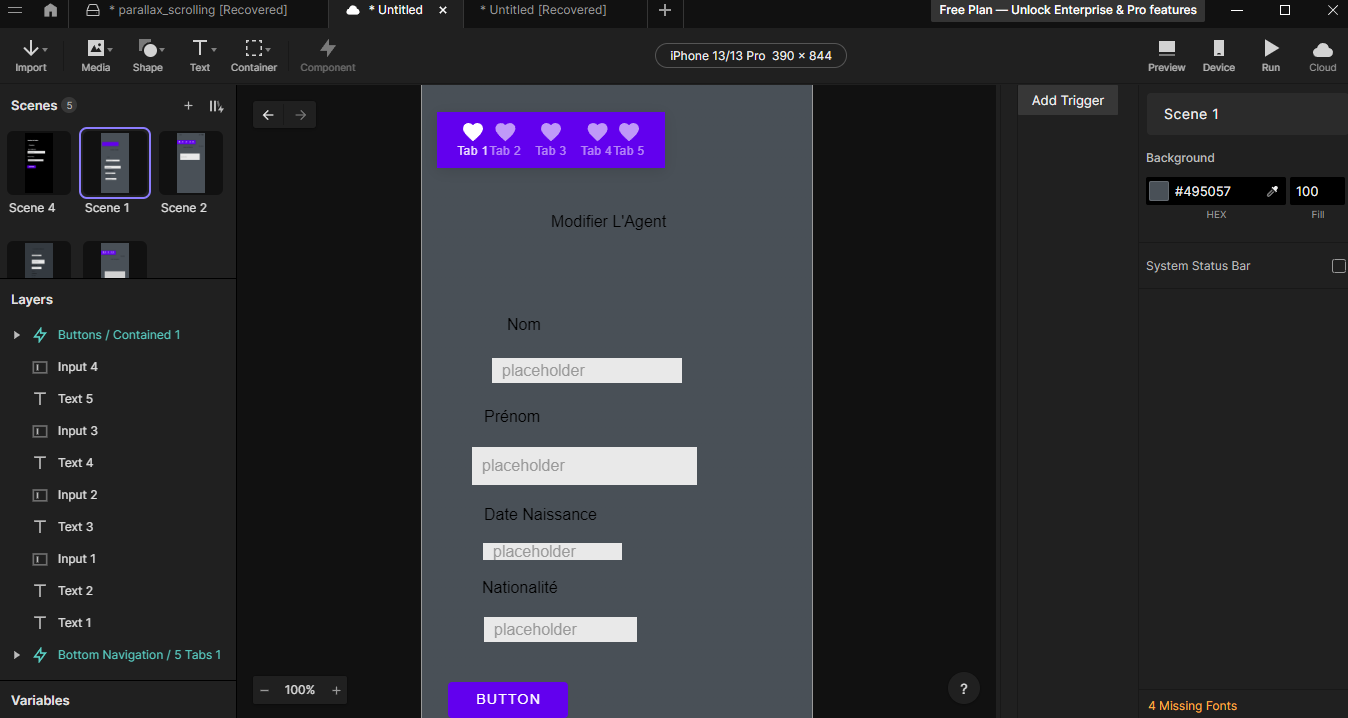 * parallax_scrolling [Recovered]
* Untitled
* Untitled [Recovered]
Free Plan — Unlock Enterprise & Pro features
Import
Media
Shape
Text
Container
Component
iPhone 13/13 Pro 390 × 844
Preview
Device
Run
Cloud
Scenes 5
Scene 4
Scene 1
Scene 2
Layers
Buttons / Contained 1
Input 4
Text 5
Input 3
Text 4
Input 2
Text 3
Input 1
Text 2
Text 1
Bottom Navigation / 5 Tabs 1
Variables
Tab 1 Tab 2 Tab 3 Tab 4 Tab 5
Modifier L'Agent
Nom
placeholder
Prénom
placeholder
Date Naissance
placeholder
Nationalité
placeholder
BUTTON
100%
?
Add Trigger
Scene 1
Background
#495057 100
HEX Fill
System Status Bar
4 Missing Fonts